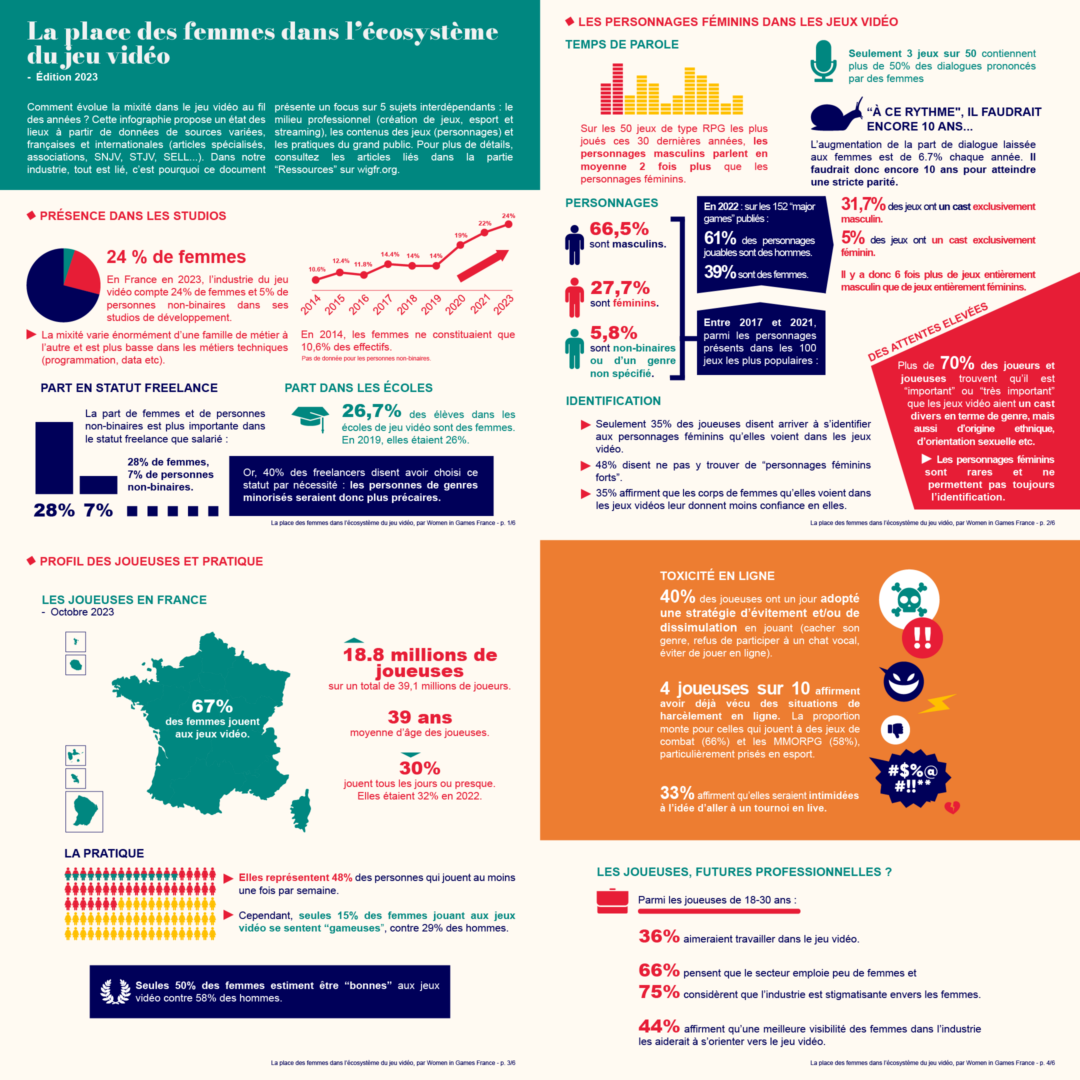 La place des femmes dans l'écosystème
du jeu vidéo
- Édition 2023
Comment évolue la mixité dans le jeu vidéo au fil
des années ? Cette infographie propose un état des
lieux à partir de données de sources variées,
françaises et internationales (articles spécialisés,
associations, SNJV, STJV, SELL...). Dans notre
industrie, tout est lié, c'est pourquoi ce document
présente un focus sur 5 sujets interdépendants : le
milieu professionnel (création de jeux, esport et
streaming), les contenus des jeux (personnages) et
les pratiques du grand public. Pour plus de détails,
consultez les articles liés dans la partie
"Ressources" sur wigfr.org.
PRÉSENCE DANS LES STUDIOS
24 % de femmes
En France en 2023, l'industrie du jeu
vidéo compte 24% de femmes et 5% de
personnes non-binaires dans ses
studios de développement.
La mixité varie énormément d'une famille de métier à
l'autre et est plus basse dans les métiers techniques
(programmation, data etc).
10.6%
12.4%
11.8%
14.4%
14%
14%
19%
22%
24%
2014
2015
2016
2017
2018
2019
2020
2021
2023
En 2014, les femmes ne constituaient que
10,6% des effectifs.
Pas de donnée pour les personnes non-binaires.
PART EN STATUT FREELANCE
La part de femmes et de personnes
non-binaires est plus importante dans
le statut freelance que salarié :
28% de femmes,
7% de personnes
non-binaires.
28% 7%
PART DANS LES ÉCOLES
26,7% des élèves dans les
écoles de jeu vidéo sont des femmes.
En 2019, elles étaient 26%.
Or, 40% des freelancers disent avoir choisi ce
statut par nécessité : les personnes de genres
minorisés seraient donc plus précaires.
La place des femmes dans l'écosystème du jeu vidéo, par Women in Games France - p. 1/6
LES PERSONNAGES FÉMININS DANS LES JEUX VIDÉO
TEMPS DE PAROLE
Sur les 50 jeux de type RPG les plus
joués ces 30 dernières années, les
personnages masculins parlent en
moyenne 2 fois plus que les
personnages féminins.
Seulement 3 jeux sur 50 contiennent
plus de 50% des dialogues prononcés
par des femmes
"À CE RYTHME", IL FAUDRAIT
ENCORE 10 ANS...
L'augmentation de la part de dialogue laissée
aux femmes est de 6.7% chaque année. Il
faudrait donc encore 10 ans pour atteindre
une stricte parité.
PERSONNAGES
66,5%
sont masculins.
27,7%
sont féminins.
5,8%
sont non-binaires
ou d'un genre
non spécifié.
En 2022 : sur les 152 "major
games" publiés :
61% des personnages
jouables sont des hommes.
39% sont des femmes.
Entre 2017 et 2021,
parmi les personnages
présents dans les 100
jeux les plus populaires :
31,7% des jeux ont un cast exclusivement
masculin.
5% des jeux ont un cast exclusivement
féminin.
Il y a donc 6 fois plus de jeux entièrement
masculin que de jeux entièrement féminins.
DES ATTENTES ELEVÉES
Plus de 70% des joueurs et
joueuses trouvent qu'il est
"important" ou "très important"
que les jeux vidéo aient un cast
divers en terme de genre, mais
aussi d'origine ethnique,
d'orientation sexuelle etc.
Les personnages féminins
sont rares et ne
permettent pas toujours
l'identification.
IDENTIFICATION
Seulement 35% des joueuses disent arriver à s'identifier
aux personnages féminins qu'elles voient dans les jeux
vidéo.
48% disent ne pas y trouver de "personnages féminins
forts".
35% affirment que les corps de femmes qu'elles voient dans
les jeux vidéos leur donnent moins confiance en elles.
La place des femmes dans l'écosystème du jeu vidéo, par Women in Games France - p. 2/6
PROFIL DES JOUEUSES ET PRATIQUE
LES JOUEUSES EN FRANCE
- Octobre 2023
67%
des femmes jouent
aux jeux vidéo.
18.8 millions de
joueuses
sur un total de 39,1 millions de joueurs.
39 ans
moyenne d'âge des joueuses.
30%
jouent tous les jours ou presque.
Elles étaient 32% en 2022.
LA PRATIQUE
Elles représentent 48% des personnes qui jouent au moins
une fois par semaine.
Cependant, seules 15% des femmes jouant aux jeux
vidéo se sentent "gameuses", contre 29% des hommes.
Seules 50% des femmes estiment être "bonnes" aux jeux
vidéo contre 58% des hommes.
La place des femmes dans l'écosystème du jeu vidéo, par Women in Games France - p. 3/6
TOXICITÉ EN LIGNE
40% des joueuses ont un jour adopté
une stratégie d'évitement et/ou de
dissimulation en jouant (cacher son
genre, refus de participer à un chat vocal,
éviter de jouer en ligne).
4 joueuses sur 10 affirment
avoir déjà vécu des situations de
harcèlement en ligne. La proportion
monte pour celles qui jouent à des jeux de
combat (66%) et les MMORPG (58%),
particulièrement prisés en esport.
33% affirment qu'elles seraient intimidées
à l'idée d'aller à un tournoi en live.
!!
#$%@
#!!**
LES JOUEUSES, FUTURES PROFESSIONNELLES ?
Parmi les joueuses de 18-30 ans :
36% aimeraient travailler dans le jeu vidéo.
66% pensent que le secteur emploie peu de femmes et
75% considèrent que l'industrie est stigmatisante envers les femmes.
44% affirment qu'une meilleure visibilité des femmes dans l'industrie
les aiderait à s'orienter vers le jeu vidéo.
La place des femmes dans l'écosystème du jeu vidéo, par Women in Games France - p. 4/6